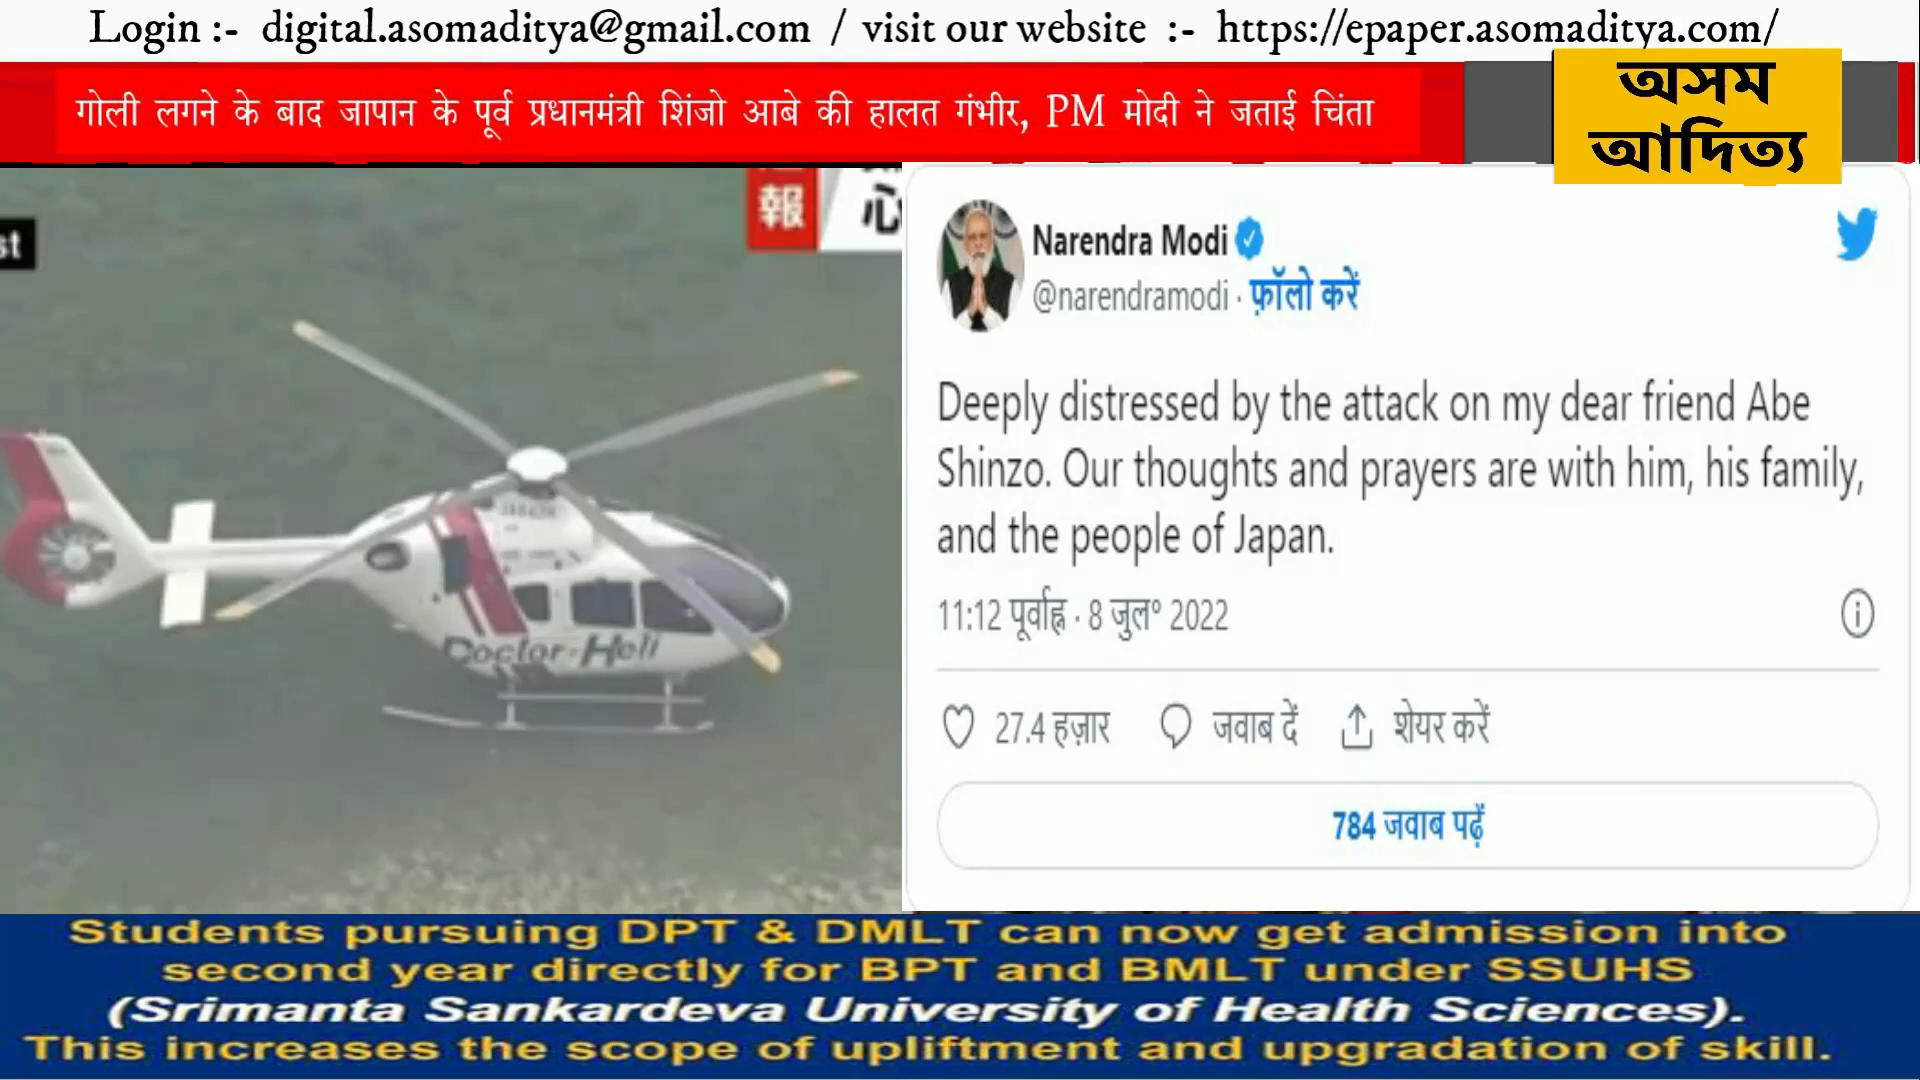 Login :- digital.asomaditya@gmail.com / visit our website :- https://epaper.asomaditya.com/
गोली लगने के बाद जापान के पूर्व प्रधानमंत्री शिंजो आबे की हालत गंभीर, PM मोदी ने जताई चिंता
অসম
আদিত্য
st
報
心
Doctor-Heli
Narendra Modi
@narendramodi · फ़ॉलो करें
Deeply distressed by the attack on my dear friend Abe
Shinzo. Our thoughts and prayers are with him, his family,
and the people of Japan.
11:12 पूर्वाह्न · 8 जुल॰ 2022
27.4 हज़ार जवाब दें शेयर करें
784 जवाब पढ़ें
Students pursuing DPT & DMLT can now get admission into
second year directly for BPT and BMLT under SSUHS
(Srimanta Sankardeva University of Health Sciences).
This increases the scope of upliftment and upgradation of skill.